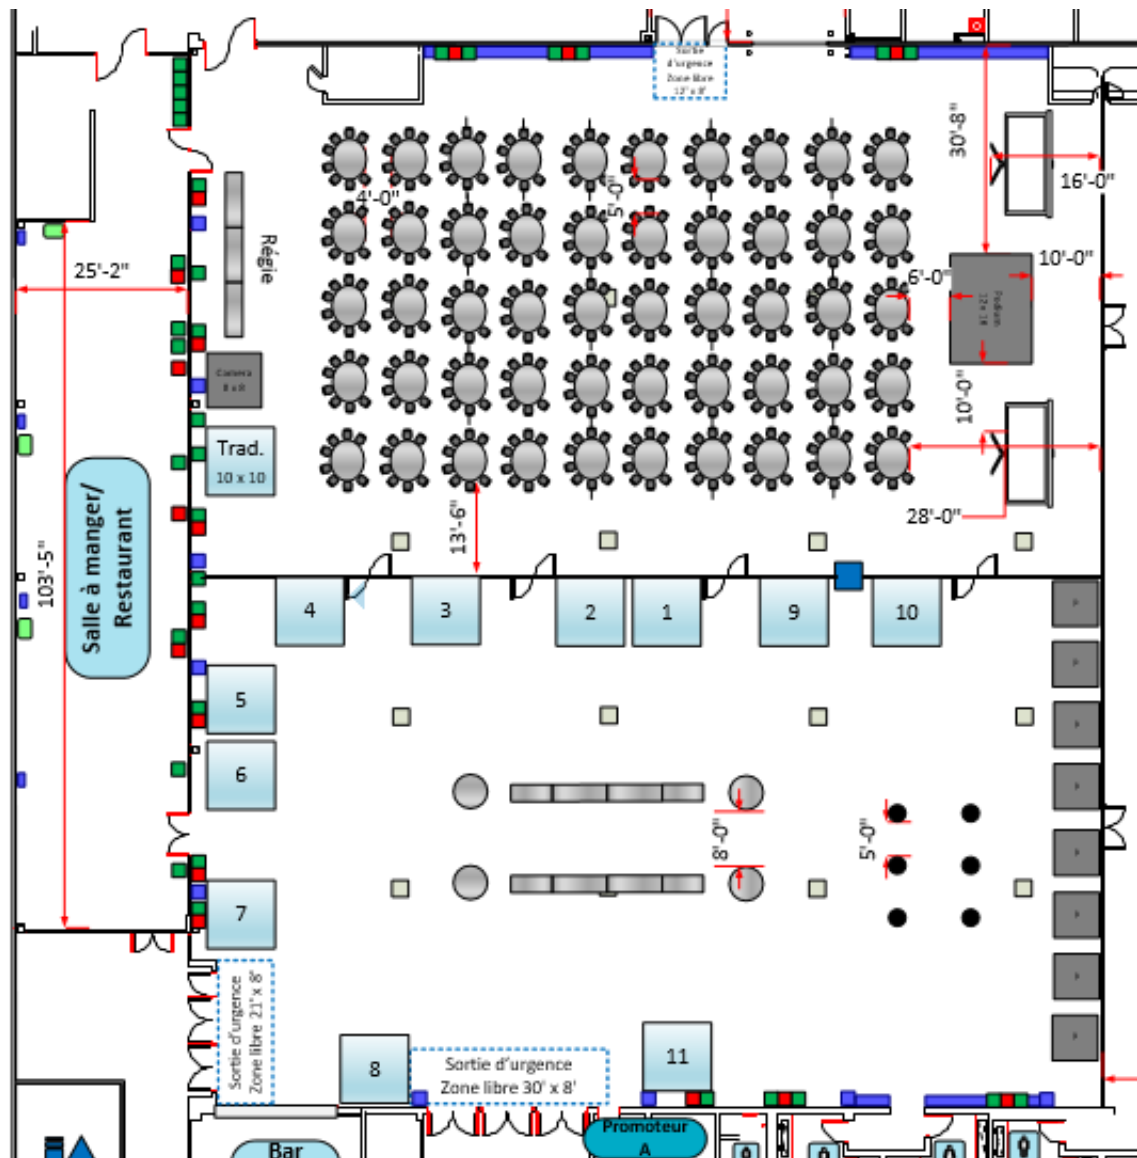 Sortie
d'urgence
Zone libre
12' x 8'
30'-8"
16'-0"
4'-0"
5'-0"
Régie
25'-2"
6'-0"
10'-0"
Podium
12 x 16
Camera
8 x 8
10'-0"
Trad.
10 x 10
28'-0"
13'-6"
Salle à manger/
Restaurant
103'-5"
4
3
2
1
9
10
5
6
8'-0"
5'-0"
7
Sortie d'urgence
Zone libre 21' x 8'
8
Sortie d'urgence
Zone libre 30' x 8'
11
Promoteur
A
Bar